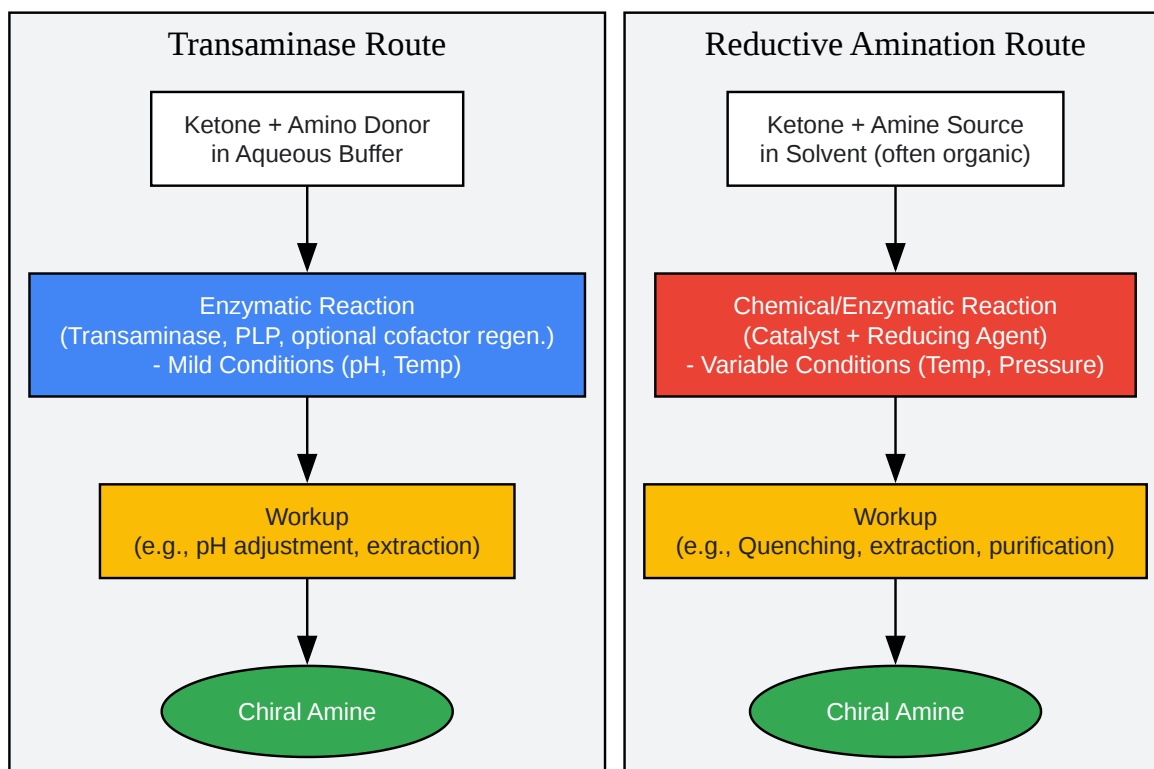 Transaminase Route
Ketone + Amino Donor
in Aqueous Buffer
Enzymatic Reaction
(Transaminase, PLP, optional cofactor regen.)
- Mild Conditions (pH, Temp)
Workup
(e.g., pH adjustment, extraction)
Chiral Amine
Reductive Amination Route
Ketone + Amine Source
in Solvent (often organic)
Chemical/Enzymatic Reaction
(Catalyst + Reducing Agent)
- Variable Conditions (Temp, Pressure)
Workup
(e.g., Quenching, extraction, purification)
Chiral Amine